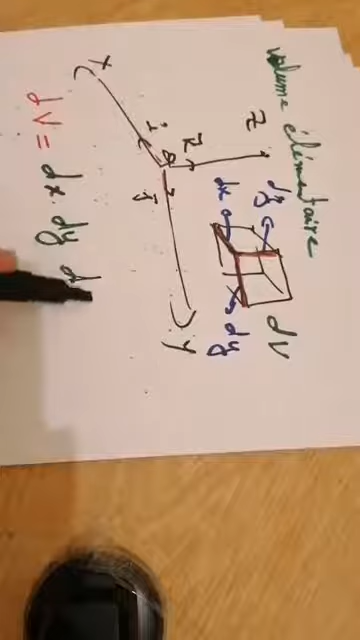 volume élémentaire
Z
dz
dx
dV
k
i
j
dy
x
y
dV = dx. dy d